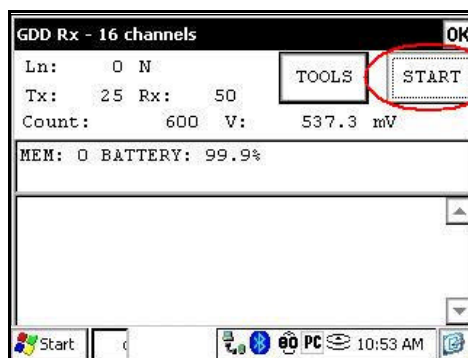 GDD Rx - 16 channels OK
Ln: 0 N
TOOLS START
Tx: 25 Rx: 50
Count: 600 V: 537.3 mV
MEM: 0 BATTERY: 99.9%
Start PC 10:53 AM